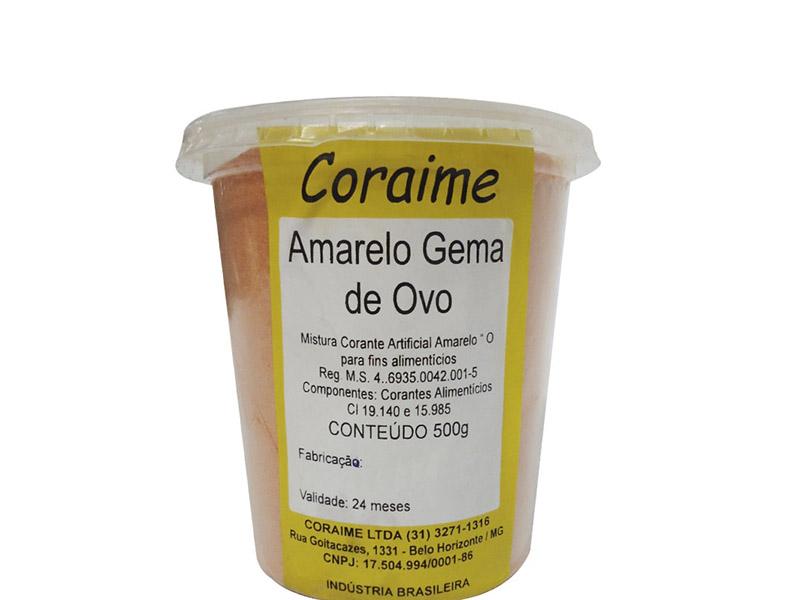 Coraime
Amarelo Gema
de Ovo
Mistura Corante Artificial Amarelo " O
para fins alimentícios
Reg. M.S. 4..6935.0042.001-5
Componentes: Corantes Alimentícios
CI 19.140 e 15.985
CONTEÚDO 500g
Fabricação:
Validade: 24 meses
CORAIME LTDA (31) 3271-1316
Rua Goitacazes, 1331 - Belo Horizonte / MG
CNPJ: 17.504.994/0001-86
INDÚSTRIA BRASILEIRA